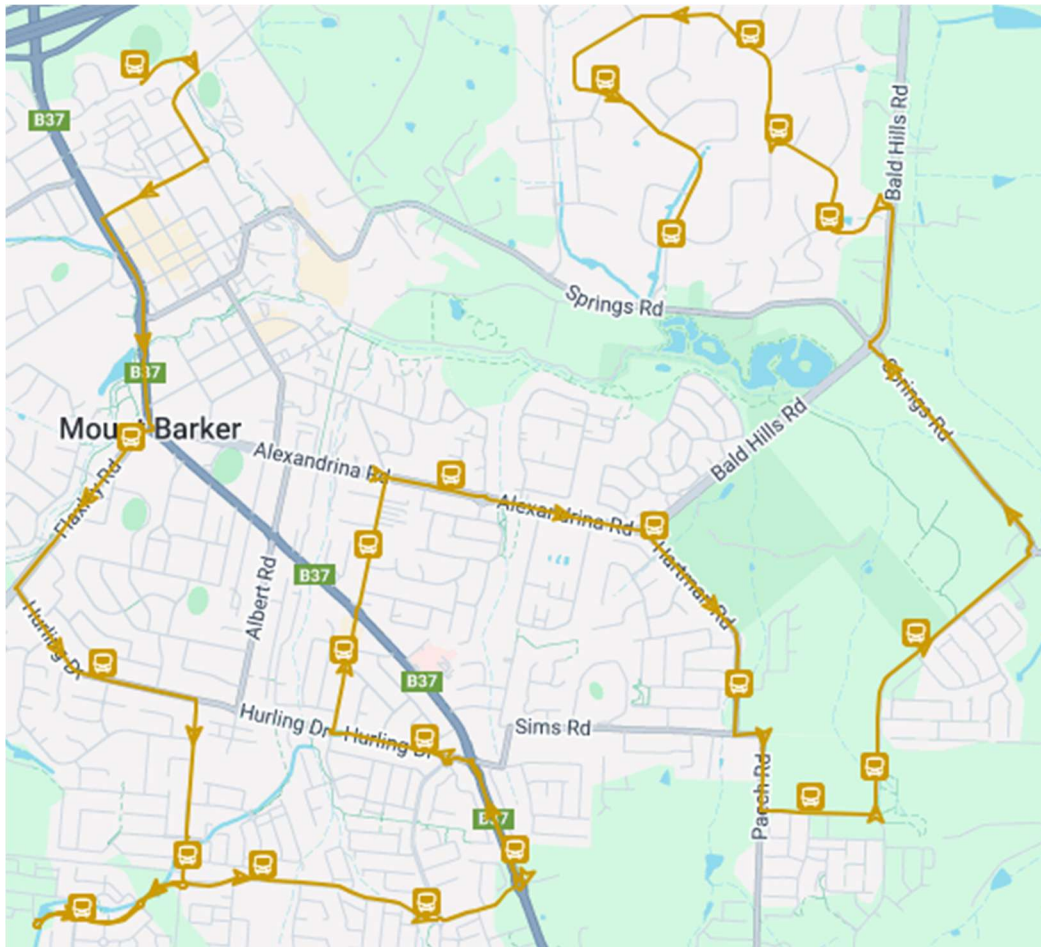 B37
Bald Hills Rd
Springs Rd
B37
Mount Barker
Springs Rd
Alexandrina Rd
Bald Hills Rd
Flaxley Rd
Alexandrina Rd
B37
Albert Rd
Hartman Rd
Hurling Dr
B37
Hurling Dr
Hurling Dr
Sims Rd
Paech Rd
B37